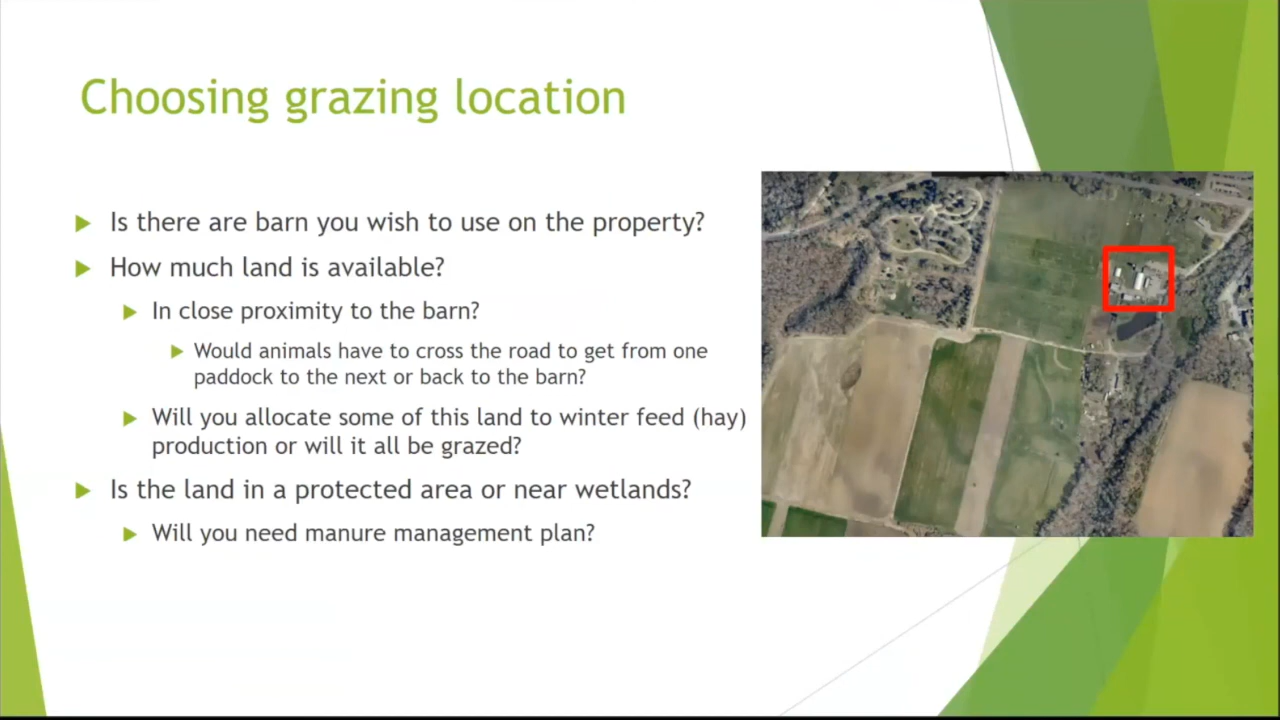 Choosing grazing location
Is there are barn you wish to use on the property?
How much land is available?
In close proximity to the barn?
Would animals have to cross the road to get from one
paddock to the next or back to the barn?
Will you allocate some of this land to winter feed (hay)
production or will it all be grazed?
Is the land in a protected area or near wetlands?
Will you need manure management plan?